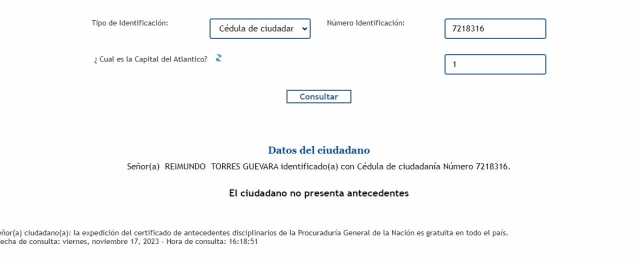 Tipo de Identificación: Cédula de ciudadar Número Identificación: 7218316
¿ Cual es la Capital del Atlantico? 1
Consultar
Datos del ciudadano
Señor(a) REIMUNDO TORRES GUEVARA identificado(a) con Cédula de ciudadanía Número 7218316.
El ciudadano no presenta antecedentes
eñor(a) ciudadano(a): la expedición del certificado de antecedentes disciplinarios de la Procuraduría General de la Nación es gratuita en todo el país.
echa de consulta: viernes, noviembre 17, 2023 - Hora de consulta: 16:18:51